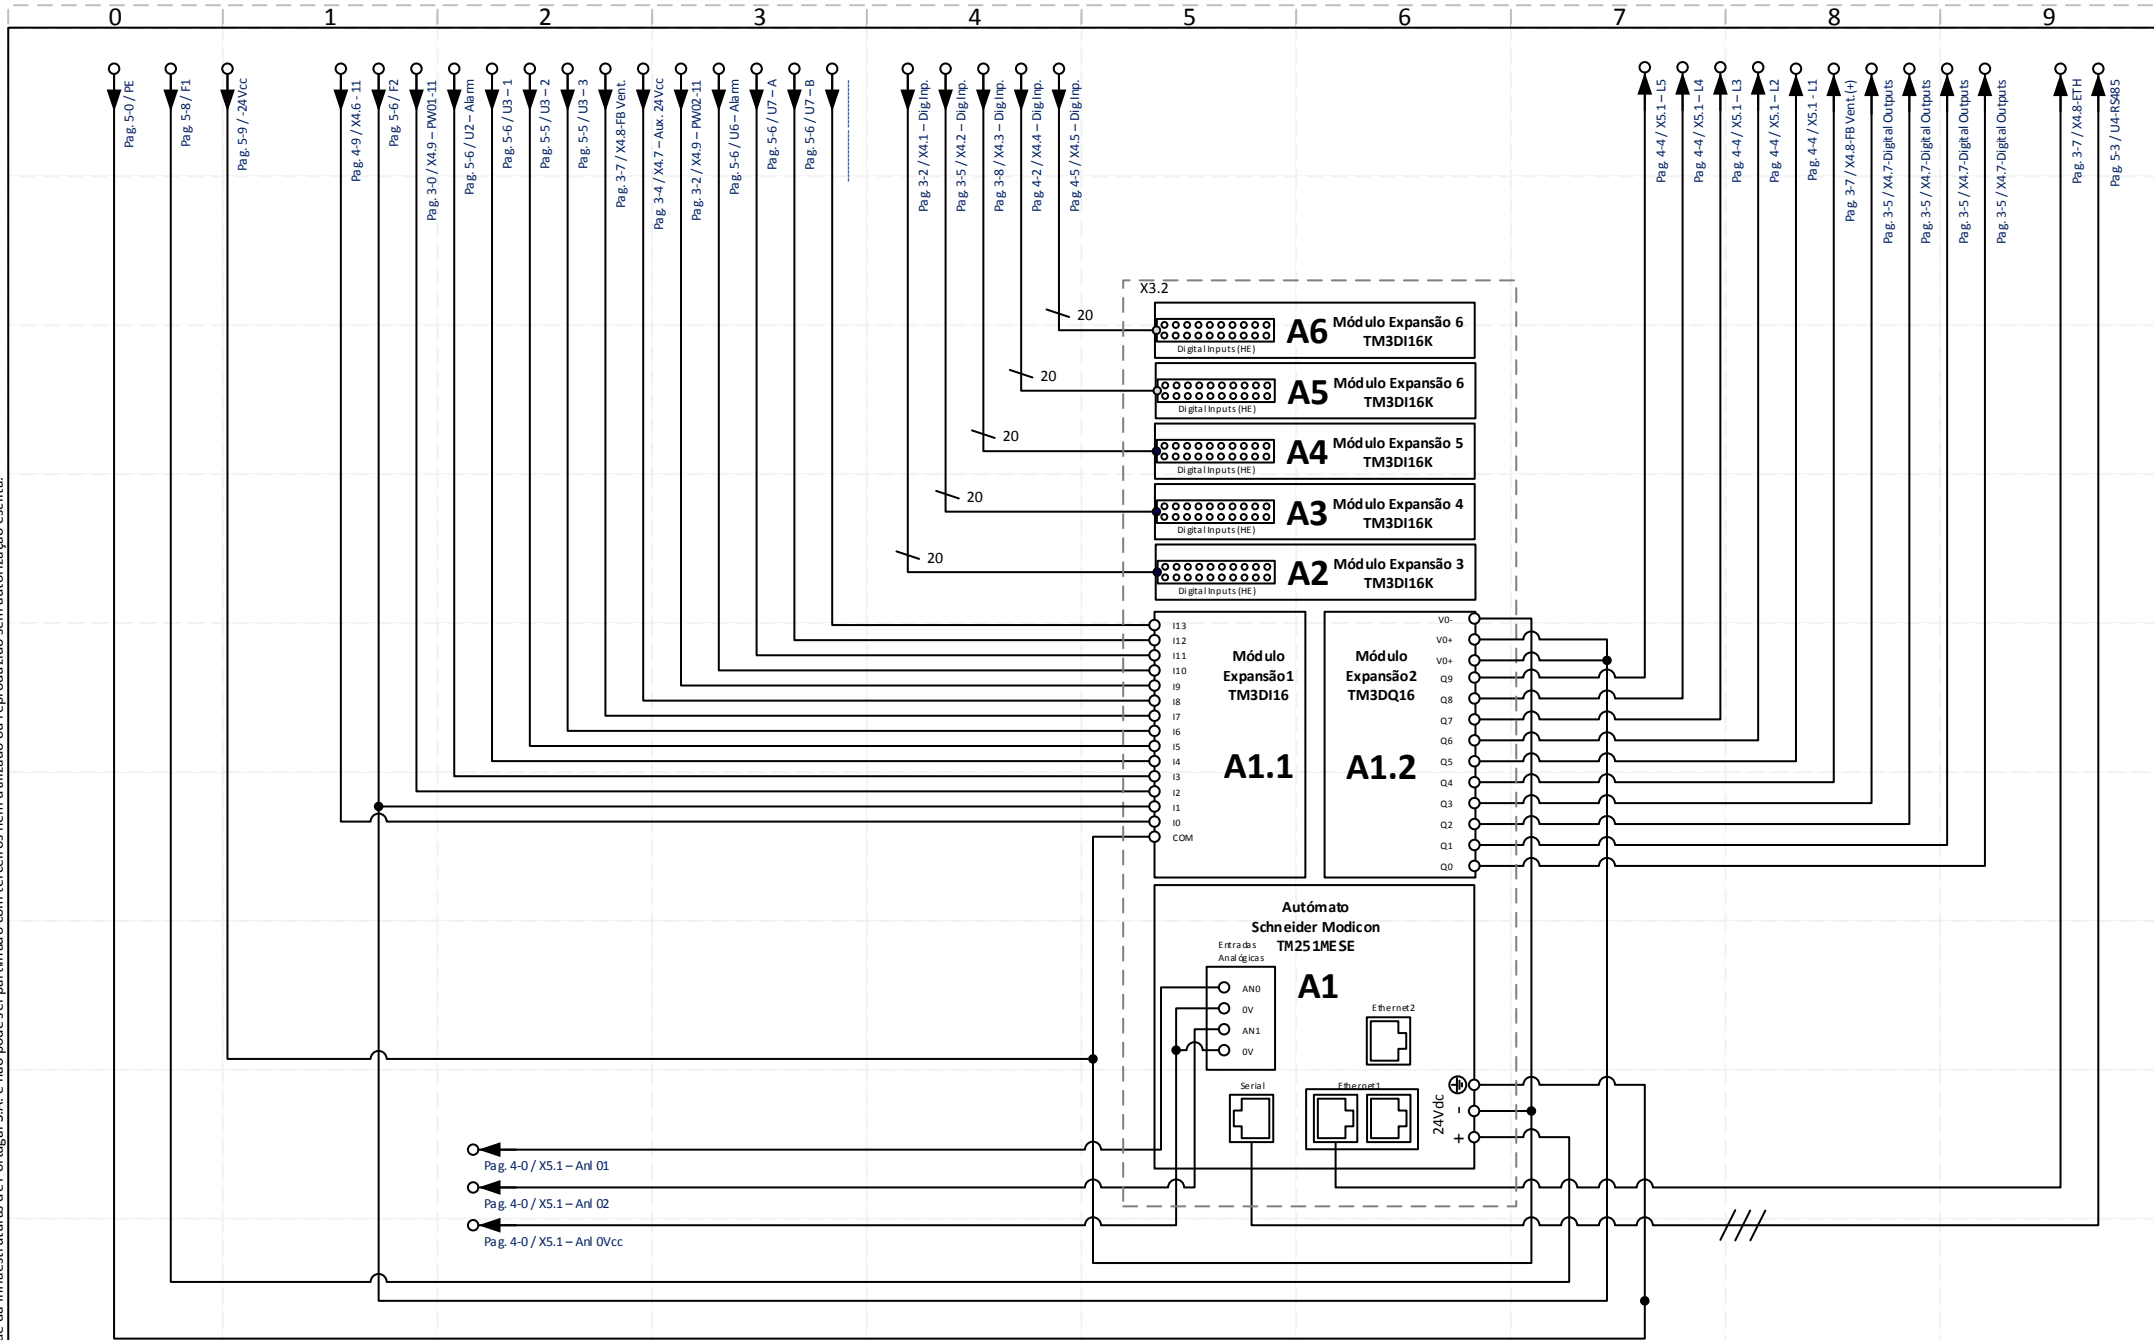 0 1 2 3 4 5 6 7 8 9
Pag. 5-0 / PE
Pag. 5-8 / F1
Pag. 5-9 / -24Vcc
Pag. 4-9 / X4.6 - 11
Pag. 5-6 / F2
Pag. 3-0 / X4.9 – PW01-11
Pag. 5-6 / U2 – Alarm
Pag. 5-6 / U3 – 1
Pag. 5-5 / U3 – 2
Pag. 5-5 / U3 – 3
Pag. 3-7 / X4.8-FB Vent.
Pag. 3-4 / X4.7 – Aux. 24Vcc
Pag. 3-2 / X4.9 – PW02-11
Pag. 5-6 / U6 – Alarm
Pag. 5-6 / U7 – A
Pag. 5-6 / U7 – B
Pag. 3-2 / X4.1 – Dig.Inp.
Pag. 3-5 / X4.2 – Dig.Inp.
Pag. 3-8 / X4.3 – Dig.Inp.
Pag. 4-2 / X4.4 – Dig.Inp.
Pag. 4-5 / X4.5 – Dig.Inp.
Pag. 4-4 / X5.1 – L5
Pag. 4-4 / X5.1 – L4
Pag. 4-4 / X5.1 – L3
Pag. 4-4 / X5.1 – L2
Pag. 4-4 / X5.1 - L1
Pag. 3-7 / X4.8-FB Vent.(+)
Pag. 3-5 / X4.7-Digital Outputs
Pag. 3-5 / X4.7-Digital Outputs
Pag. 3-5 / X4.7-Digital Outputs
Pag. 3-5 / X4.7-Digital Outputs
Pag. 3-7 / X4.8-ETH
Pag. 5-3 / U4-RS485
X3.2
20
A6
Módulo Expansão 6
TM3DI16K
Digital Inputs (HE)
20
A5
Módulo Expansão 6
TM3DI16K
Digital Inputs (HE)
20
A4
Módulo Expansão 5
TM3DI16K
Digital Inputs (HE)
20
A3
Módulo Expansão 4
TM3DI16K
Digital Inputs (HE)
20
A2
Módulo Expansão 3
TM3DI16K
Digital Inputs (HE)
I13
I12
I11
I10
I9
I8
I7
I6
I5
I4
I3
I2
I1
I0
COM
Módulo
Expansão1
TM3DI16
A1.1
Módulo
Expansão2
TM3DQ16
A1.2
V0-
V0+
V0+
Q9
Q8
Q7
Q6
Q5
Q4
Q3
Q2
Q1
Q0
Autómato
Schneider Modicon
TM251MESE
A1
Entradas
Analógicas
AN0
0V
AN1
0V
Ethernet2
Serial
Ethernet1
24Vdc
-
+
Pag. 4-0 / X5.1 – Anl 01
Pag. 4-0 / X5.1 – Anl 02
Pag. 4-0 / X5.1 – Anl 0Vcc